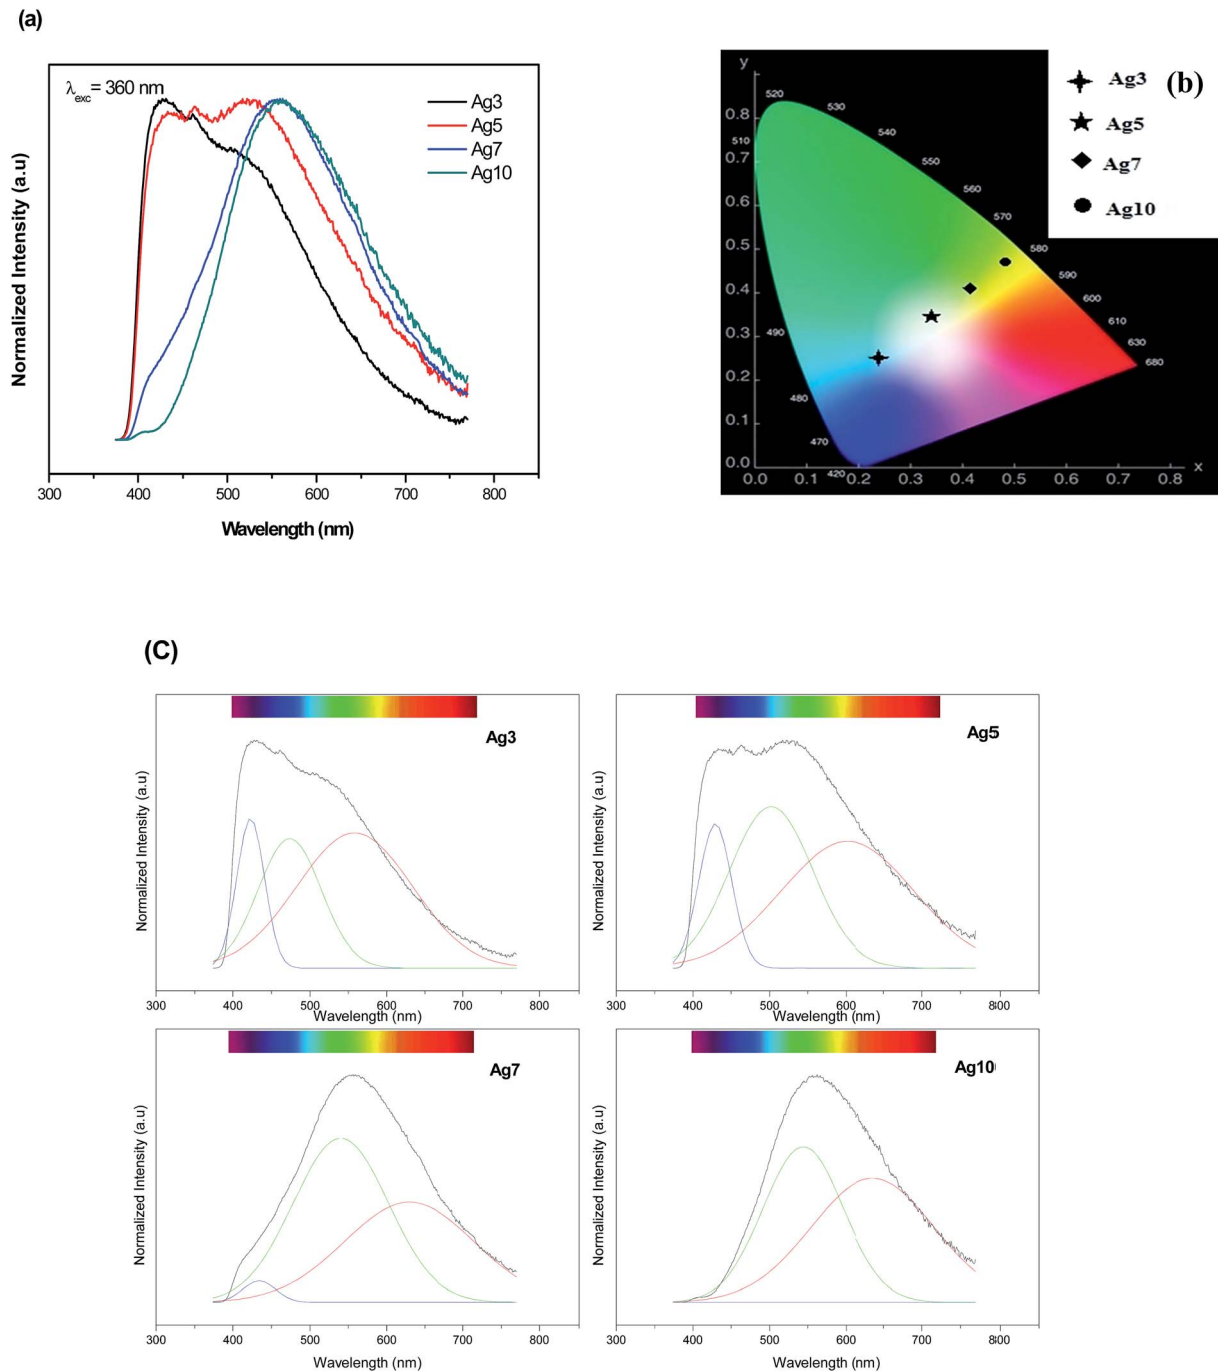 (a)
λexc = 360 nm
Ag3
Ag5
Ag7
Ag10
Normalized Intensity (a.u)
300 400 500 600 700 800
Wavelength (nm)
(b)
Ag3
Ag5
Ag7
Ag10
y
0.8
0.7
0.6
0.5
0.4
0.3
0.2
0.1
0.0
0.0 0.1 0.2 0.3 0.4 0.5 0.6 0.7 0.8
x
420
470
480
490
510
520
530
540
550
560
570
580
590
600
610
630
680
(C)
Ag3
Normalized Intensity (a.u)
300 400 500 600 700 800
Wavelength (nm)
Ag5
Normalized Intensity (a.u)
300 400 500 600 700 800
Wavelength (nm)
Ag7
Normalized Intensity (a.u)
300 400 500 600 700 800
Wavelength (nm)
Ag10
Normalized Intensity (a.u)
300 400 500 600 700 800
Wavelength (nm)